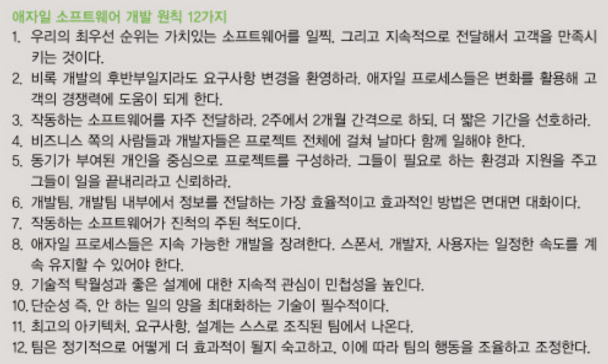 애자일 소프트웨어 개발 원칙 12가지
1. 우리의 최우선 순위는 가치있는 소프트웨어를 일찍, 그리고 지속적으로 전달해서 고객을 만족시
키는 것이다.
2. 비록 개발의 후반부일지라도 요구사항 변경을 환영하라. 애자일 프로세스들은 변화를 활용해 고
객의 경쟁력에 도움이 되게 한다.
3. 작동하는 소프트웨어를 자주 전달하라. 2주에서 2개월 간격으로 하되, 더 짧은 기간을 선호하라.
4. 비즈니스 쪽의 사람들과 개발자들은 프로젝트 전체에 걸쳐 날마다 함께 일해야 한다.
5. 동기가 부여된 개인을 중심으로 프로젝트를 구성하라. 그들이 필요로 하는 환경과 지원을 주고
그들이 일을 끝내리라고 신뢰하라.
6. 개발팀, 개발팀 내부에서 정보를 전달하는 가장 효율적이고 효과적인 방법은 면대면 대화이다.
7. 작동하는 소프트웨어가 진척의 주된 척도이다.
8. 애자일 프로세스들은 지속 가능한 개발을 장려한다. 스폰서, 개발자, 사용자는 일정한 속도를 계
속 유지할 수 있어야 한다.
9. 기술적 탁월성과 좋은 설계에 대한 지속적 관심이 민첩성을 높인다.
10. 단순성 즉, 안 하는 일의 양을 최대화하는 기술이 필수적이다.
11. 최고의 아키텍처, 요구사항, 설계는 스스로 조직된 팀에서 나온다.
12. 팀은 정기적으로 어떻게 더 효과적이 될지 숙고하고, 이에 따라 팀의 행동을 조율하고 조정한다.